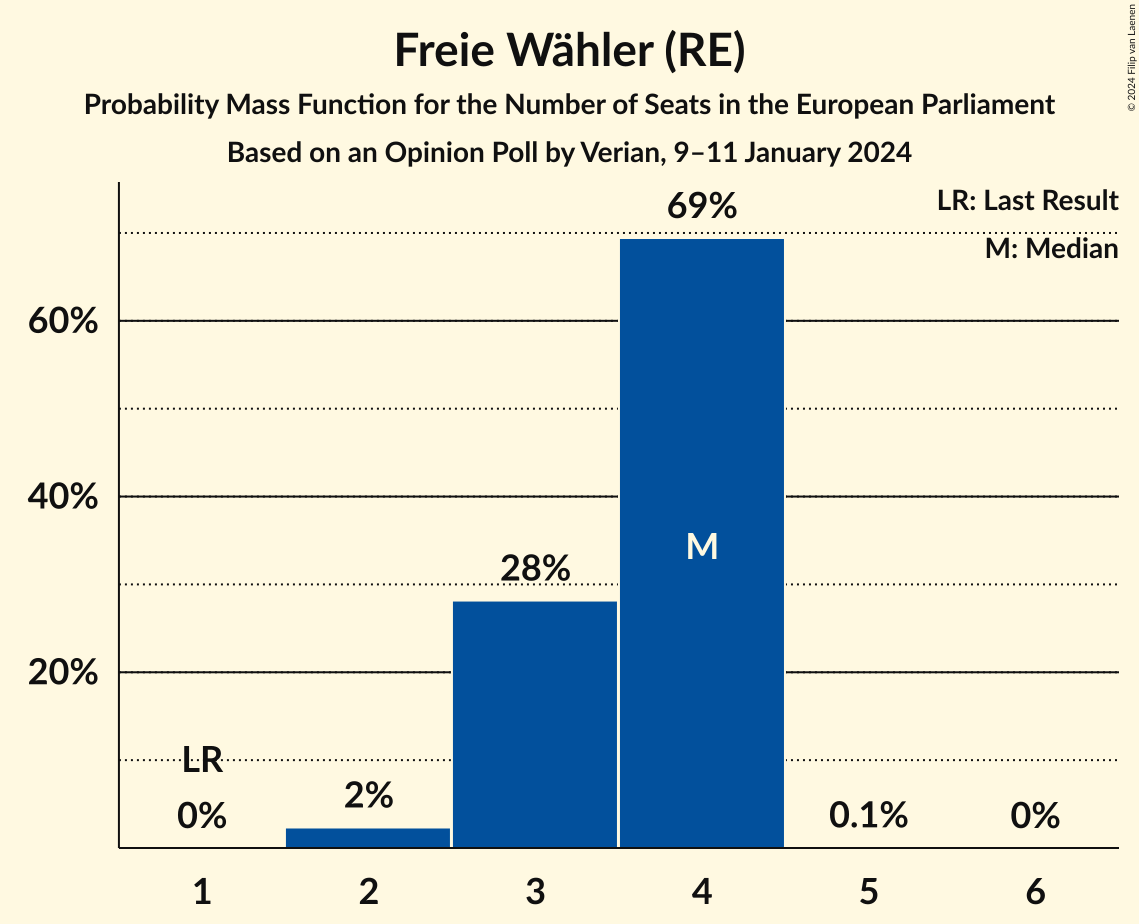 Freie Wähler (RE)
Probability Mass Function for the Number of Seats in the European Parliament
Based on an Opinion Poll by Verian, 9–11 January 2024
© 2024 Filip van Laenen
LR: Last Result
M: Median
69%
60%
40%
20%
M
28%
LR
0%
2%
0.1%
0%
1 2 3 4 5 6